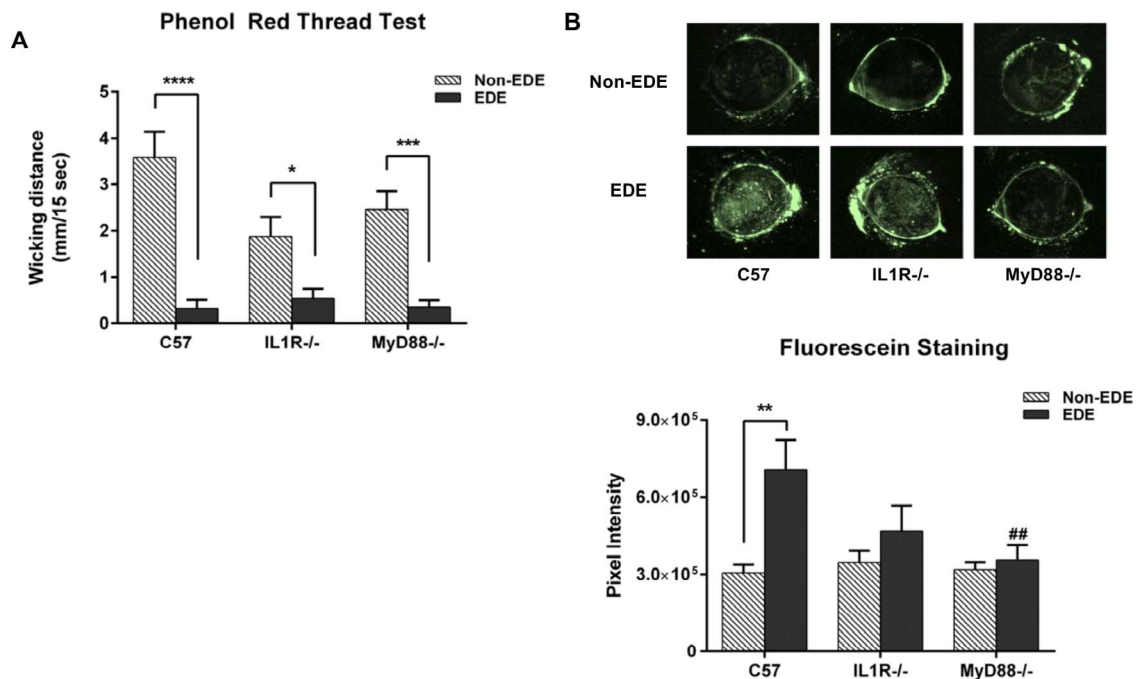 A
Phenol Red Thread Test
Non-EDE
EDE
****
*
***
5
4
3
2
1
0
Wicking distance
(mm/15 sec)
C57
IL1R-/-
MyD88-/-
B
Non-EDE
EDE
C57
IL1R-/-
MyD88-/-
Fluorescein Staining
Non-EDE
EDE
**
##
9.0×10⁵
6.0×10⁵
3.0×10⁵
0
Pixel Intensity
C57
IL1R-/-
MyD88-/-